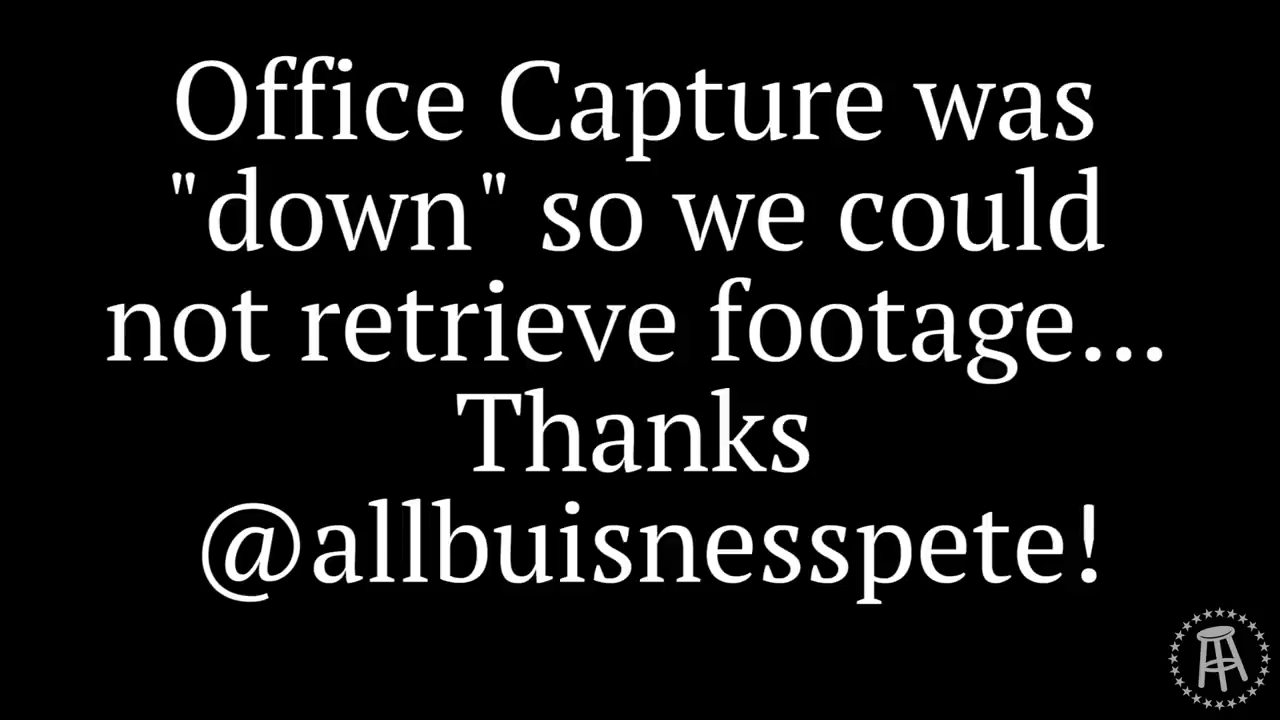 Office Capture was
"down" so we could
not retrieve footage...
Thanks
@allbuisnesspete!